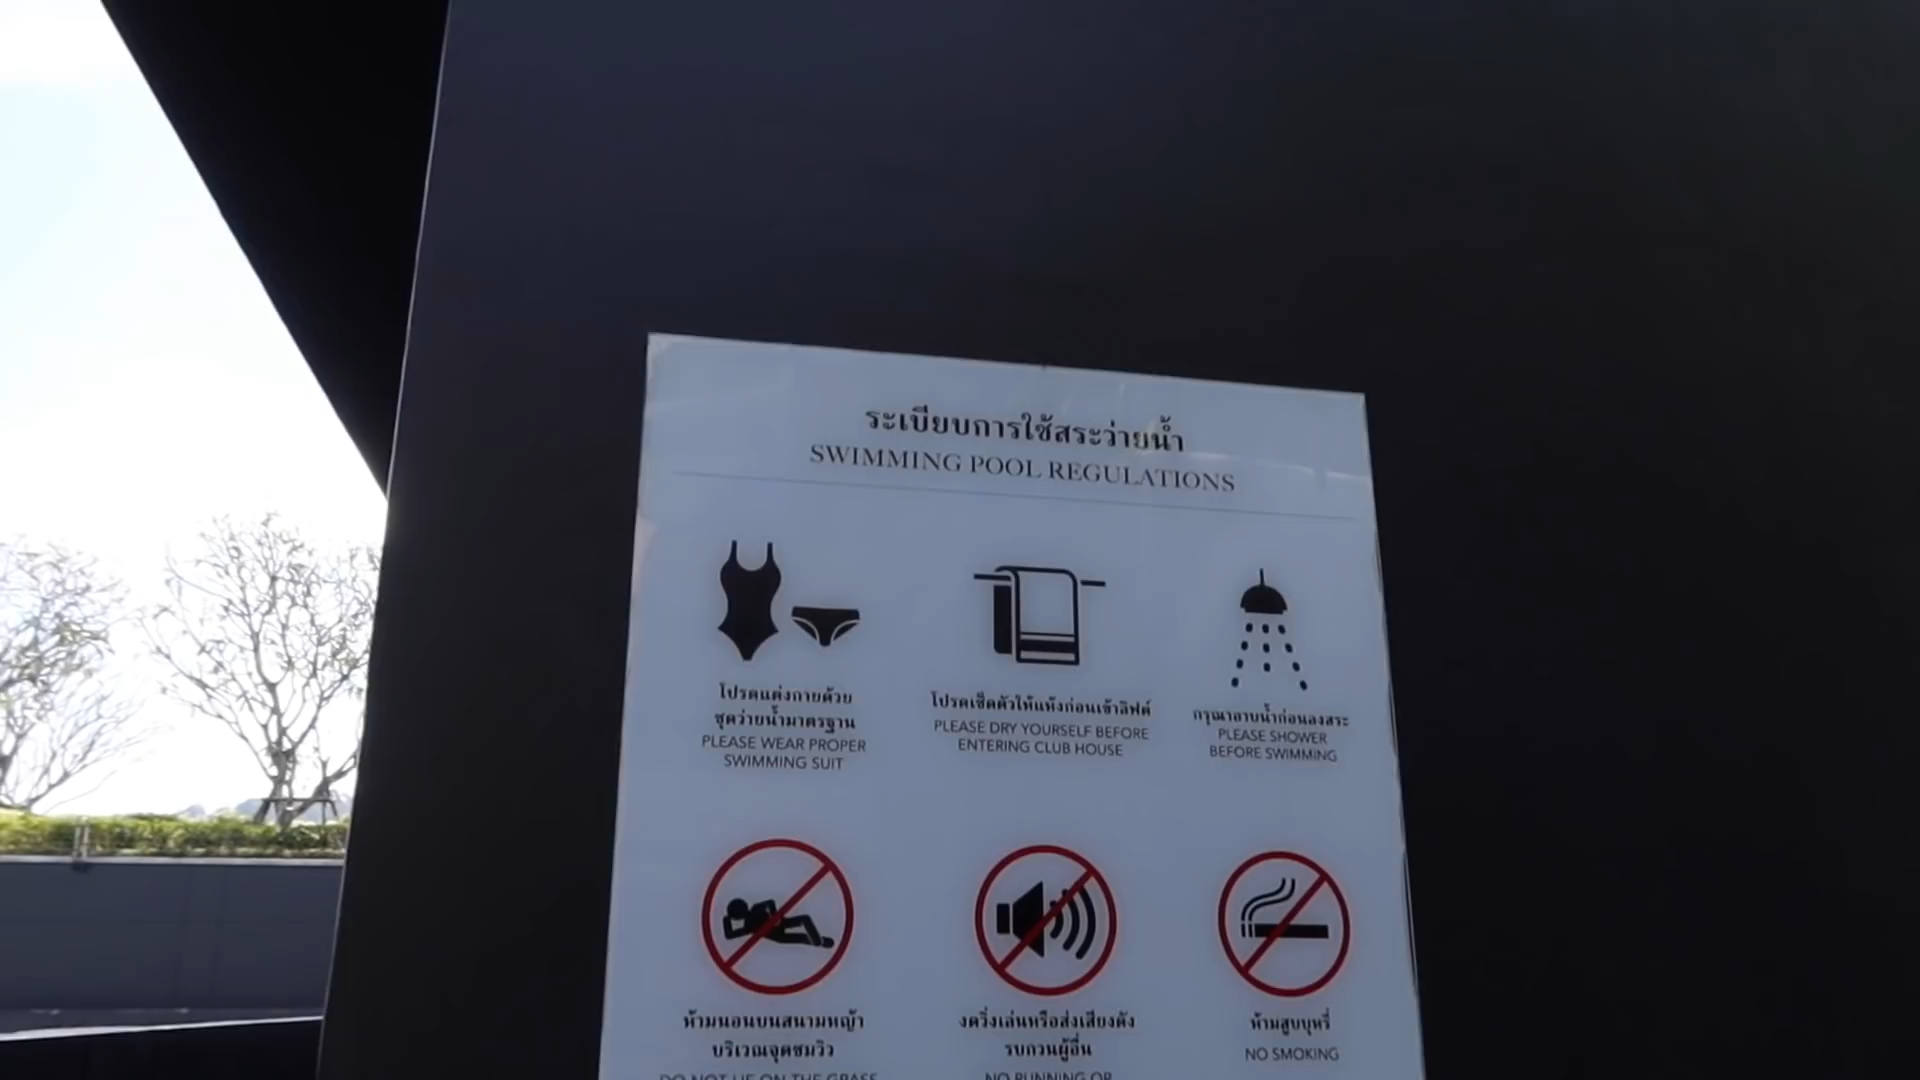 ระเบียบการใช้สระว่ายน้ำ
SWIMMING POOL REGULATIONS
โปรดแต่งกายด้วย
ชุดว่ายน้ำมาตรฐาน
PLEASE WEAR PROPER
SWIMMING SUIT
โปรดเช็ดตัวให้แห้งก่อนเข้าลิฟต์
PLEASE DRY YOURSELF BEFORE
ENTERING CLUB HOUSE
กรุณาอาบน้ำก่อนลงสระ
PLEASE SHOWER
BEFORE SWIMMING
ห้ามนอนบนสนามหญ้า
บริเวณจุดชมวิว
DO NOT LIE ON THE GRASS
งดวิ่งเล่นหรือส่งเสียงดัง
รบกวนผู้อื่น
NO RUNNING OR
ห้ามสูบบุหรี่
NO SMOKING